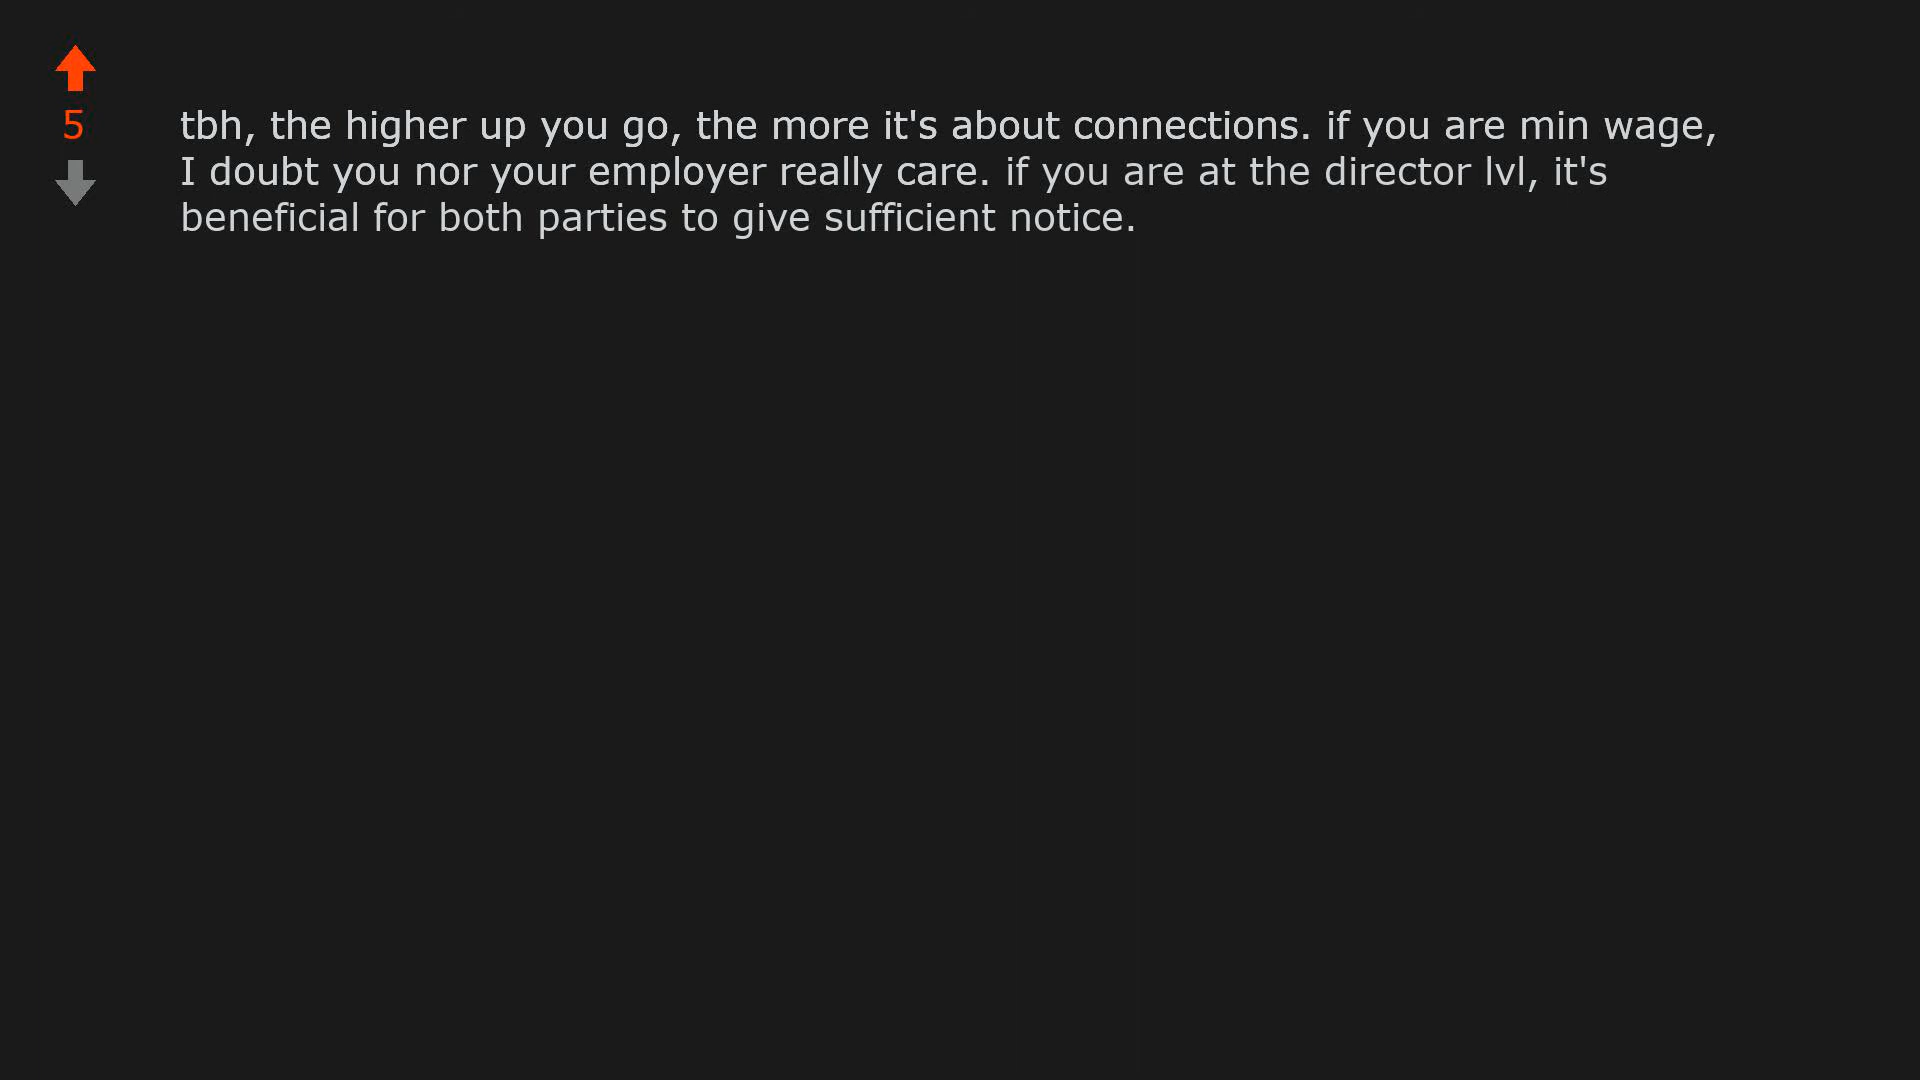 5
tbh, the higher up you go, the more it's about connections. if you are min wage,
I doubt you nor your employer really care. if you are at the director lvl, it's
beneficial for both parties to give sufficient notice.